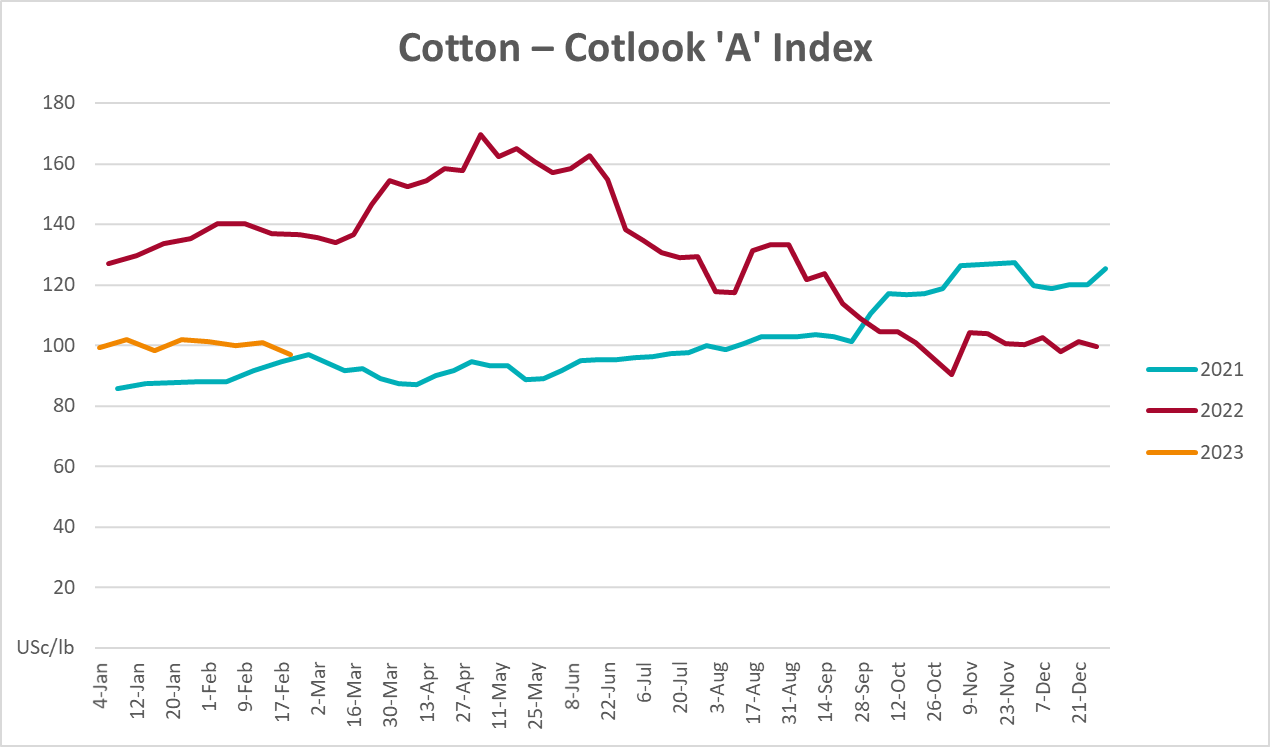 Cotton – Cotlook 'A' Index
180
160
140
120
100
80
60
40
20
USc/lb
4-Jan
12-Jan
20-Jan
1-Feb
9-Feb
17-Feb
2-Mar
16-Mar
30-Mar
13-Apr
27-Apr
11-May
25-May
8-Jun
22-Jun
6-Jul
20-Jul
3-Aug
17-Aug
31-Aug
14-Sep
28-Sep
12-Oct
26-Oct
9-Nov
23-Nov
7-Dec
21-Dec
2021
2022
2023